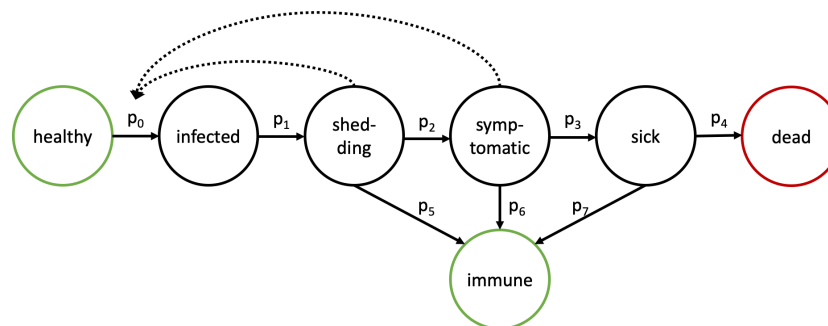 healthy
p0
infected
p1
shed-
ding
p2
symp-
tomatic
p3
sick
p4
dead
p5
p6
p7
immune